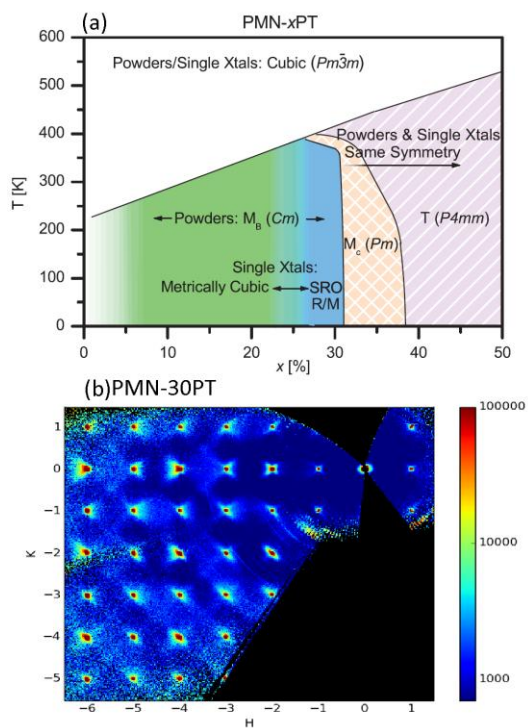 (a)
PMN-xPT
600
500
400
300
200
100
0
T [K]
Powders/Single Xtals: Cubic (Pm3̄m)
Powders & Single Xtals
Same Symmetry
Powders: M_B (Cm)
M_C (Pm)
T (P4mm)
Single Xtals:
Metrically Cubic
SRO
R/M
0 10 20 30 40 50
x [%]
(b)PMN-30PT
1
0
-1
-2
-3
-4
-5
K
-6 -5 -4 -3 -2 -1 0 1
H
100000
10000
1000